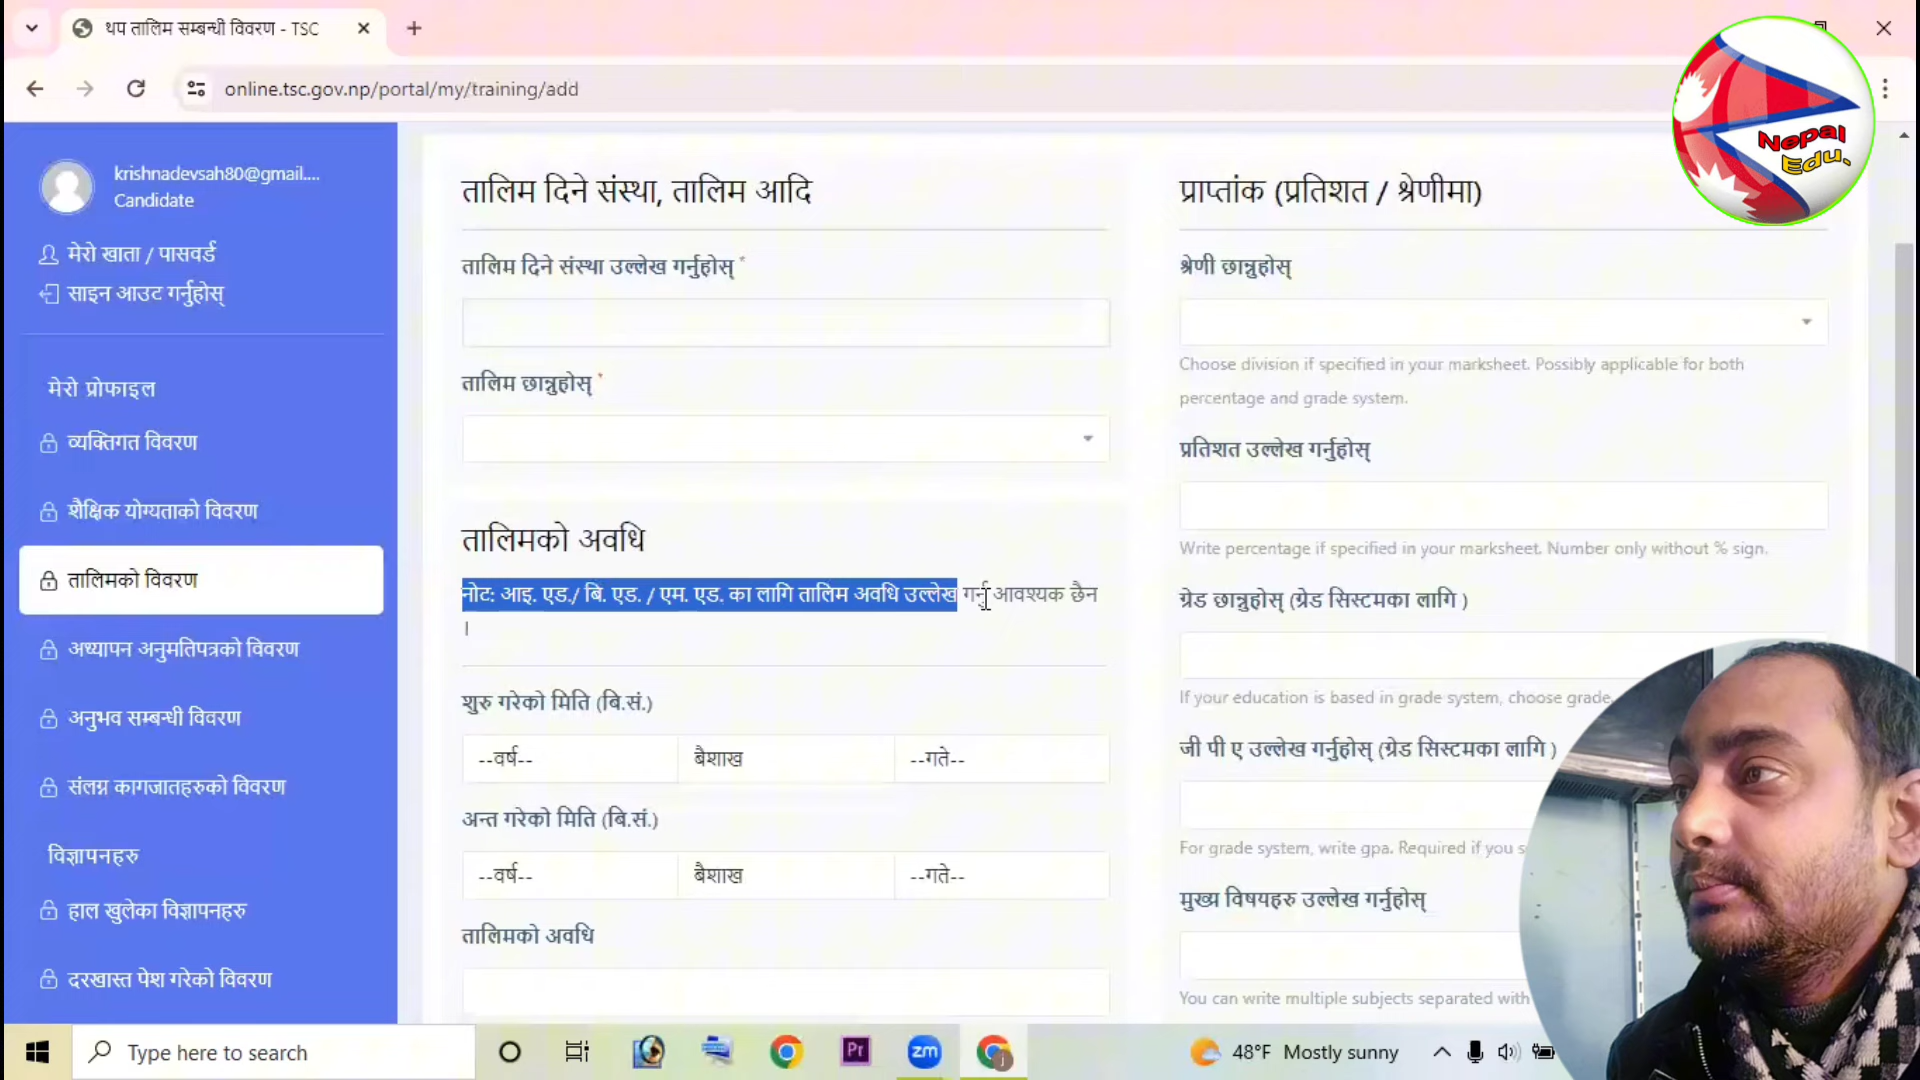 थप तालिम सम्बन्धी विवरण - TSC
online.tsc.gov.np/portal/my/training/add
Nepal
Edu.
krishnadevsah80@gmail....
Candidate
मेरो खाता / पासवर्ड
साइन आउट गर्नुहोस्
मेरो प्रोफाइल
व्यक्तिगत विवरण
शैक्षिक योग्यताको विवरण
तालिमको विवरण
अध्यापन अनुमतिपत्रको विवरण
अनुभव सम्बन्धी विवरण
संलग्न कागजातहरुको विवरण
विज्ञापनहरु
हाल खुलेका विज्ञापनहरु
दरखास्त पेश गरेको विवरण
तालिम दिने संस्था, तालिम आदि
तालिम दिने संस्था उल्लेख गर्नुहोस् *
तालिम छान्नुहोस् *
तालिमको अवधि
नोट: आइ. एड./ बि. एड. / एम. एड. का लागि तालिम अवधि उल्लेख गर्नु आवश्यक छैन
।
शुरु गरेको मिति (बि.सं.)
--वर्ष-- बैशाख --गते--
अन्त गरेको मिति (बि.सं.)
--वर्ष-- बैशाख --गते--
तालिमको अवधि
प्राप्तांक (प्रतिशत / श्रेणीमा)
श्रेणी छान्नुहोस्
Choose division if specified in your marksheet. Possibly applicable for both
percentage and grade system.
प्रतिशत उल्लेख गर्नुहोस्
Write percentage if specified in your marksheet. Number only without % sign.
ग्रेड छान्नुहोस् (ग्रेड सिस्टमका लागि )
If your education is based in grade system, choose grade.
जी पी ए उल्लेख गर्नुहोस् (ग्रेड सिस्टमका लागि )
For grade system, write gpa. Required if you s
मुख्य विषयहरु उल्लेख गर्नुहोस्
You can write multiple subjects separated with
Type here to search
Pr
zm
48°F Mostly sunny